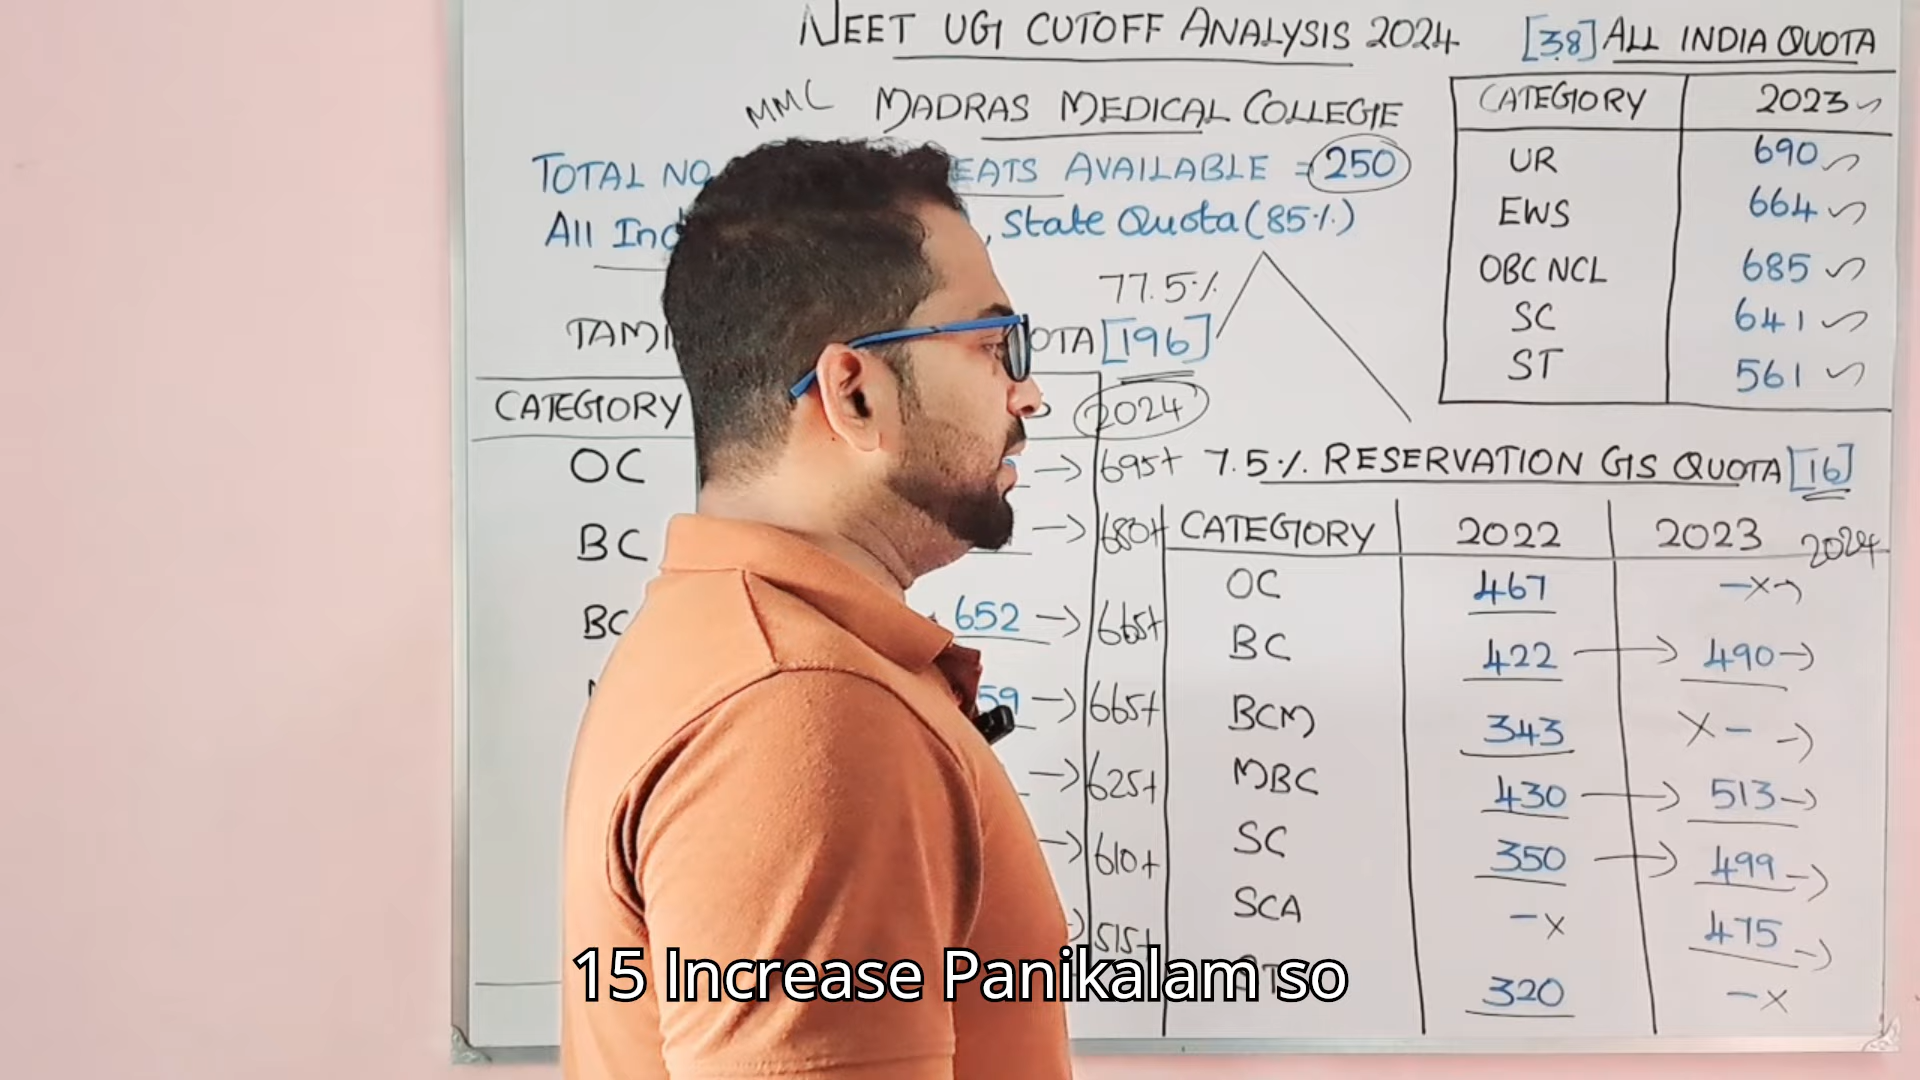 NEET UG CUTOFF ANALYSIS 2024
MMC MADRAS MEDICAL COLLEGE
TOTAL NO EATS AVAILABLE = 250
All Ind , State Quota (85%)
77.5%
TAMI OTA [196]
CATEGORY 2024
OC 695+
BC 680+
BC 652 665+
59 665+
625+
610+
515+
[38] ALL INDIA QUOTA
CATEGORY 2023
UR 690
EWS 664
OBC NCL 685
SC 641
ST 561
7.5% RESERVATION GS QUOTA [16]
CATEGORY 2022 2023 2024
OC 467 -x
BC 422 490
BCM 343 X-
MBC 430 513
SC 350 499
SCA -x 475
320 -x
15 Increase Panikalam so